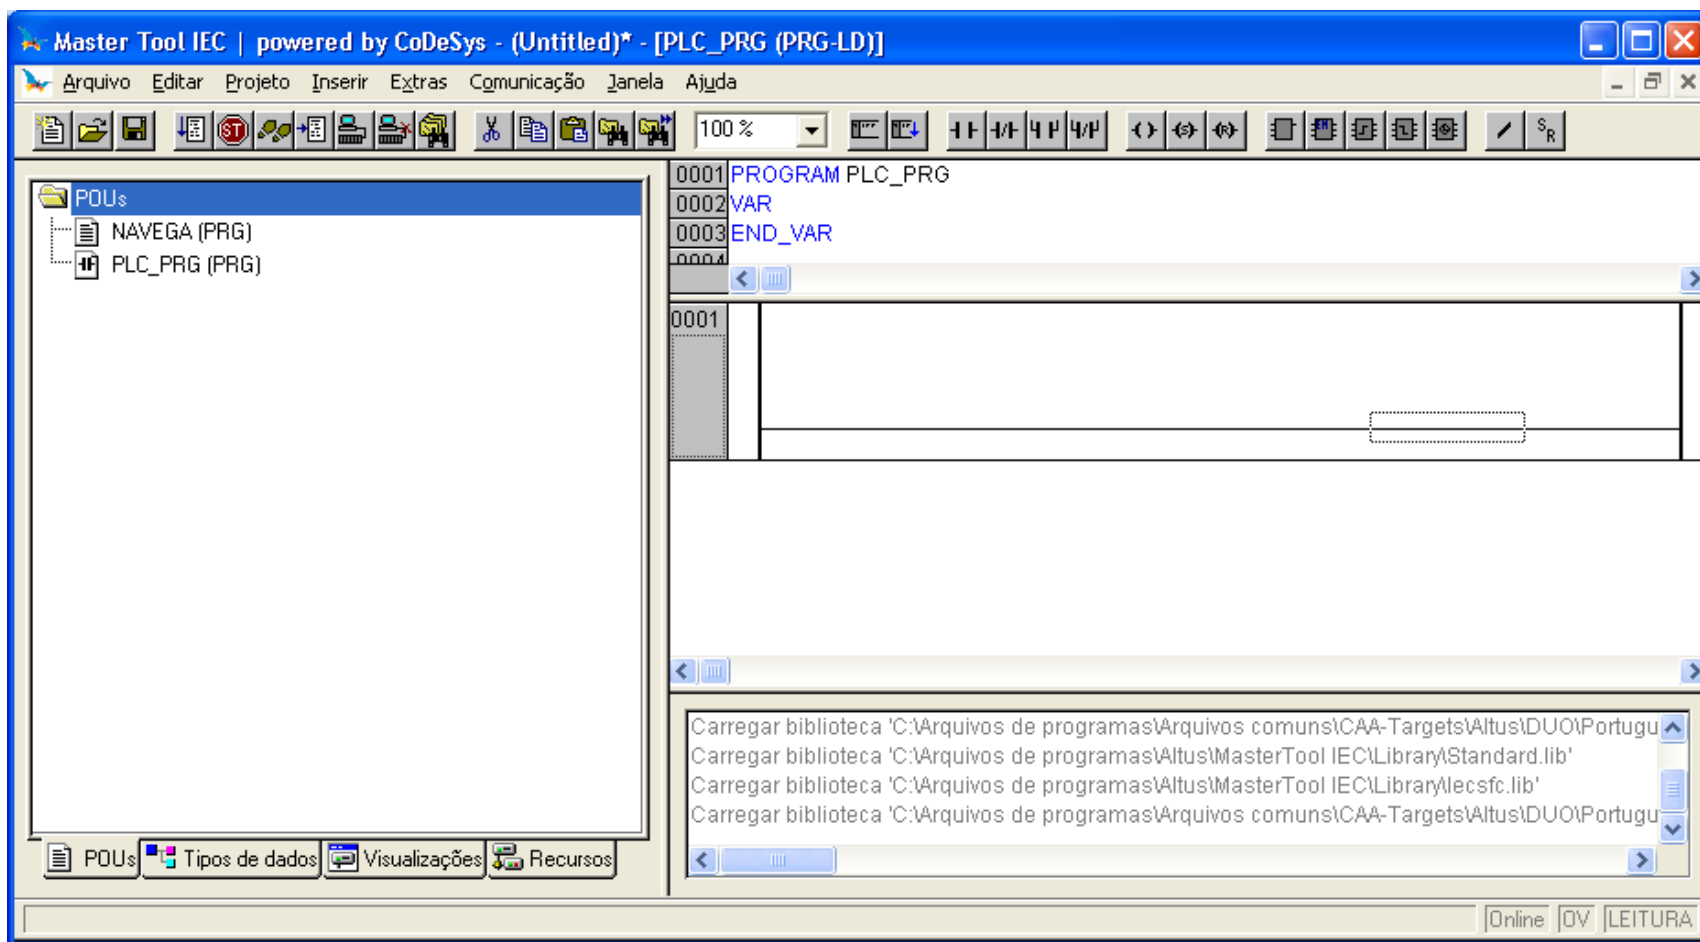 Master Tool IEC | powered by CoDeSys - (Untitled)* - [PLC_PRG (PRG-LD)]
Arquivo Editar Projeto Inserir Extras Comunicação Janela Ajuda
ST 100 % EN S R
POUs
NAVEGA (PRG)
PLC_PRG (PRG)
0001 PROGRAM PLC_PRG
0002 VAR
0003 END_VAR
0004
0001
Carregar biblioteca 'C:\Arquivos de programas\Arquivos comuns\CAA-Targets\Altus\DUO\Portugu
Carregar biblioteca 'C:\Arquivos de programas\Altus\MasterTool IEC\Library\Standard.lib'
Carregar biblioteca 'C:\Arquivos de programas\Altus\MasterTool IEC\Library\Iecsfc.lib'
Carregar biblioteca 'C:\Arquivos de programas\Arquivos comuns\CAA-Targets\Altus\DUO\Portugu
POUs Tipos de dados Visualizações Recursos
Online OV LEITURA